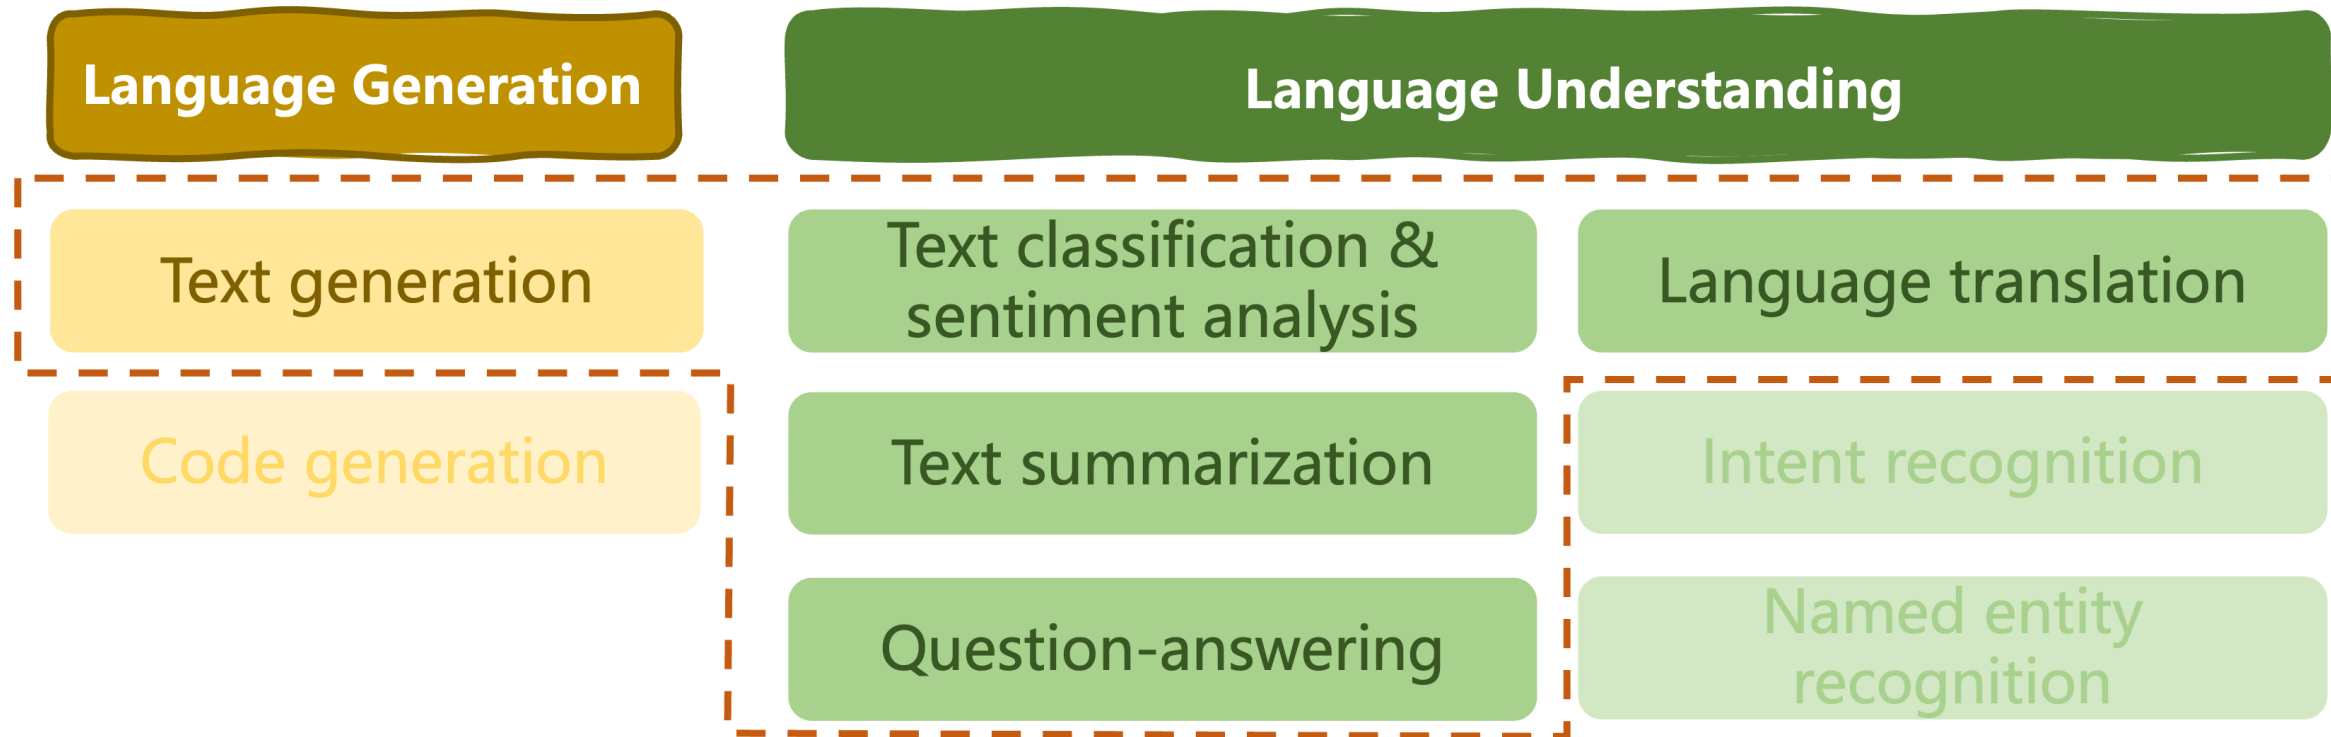 Language Generation
Language Understanding
Text generation
Text classification &
sentiment analysis
Language translation
Code generation
Text summarization
Intent recognition
Question-answering
Named entity
recognition